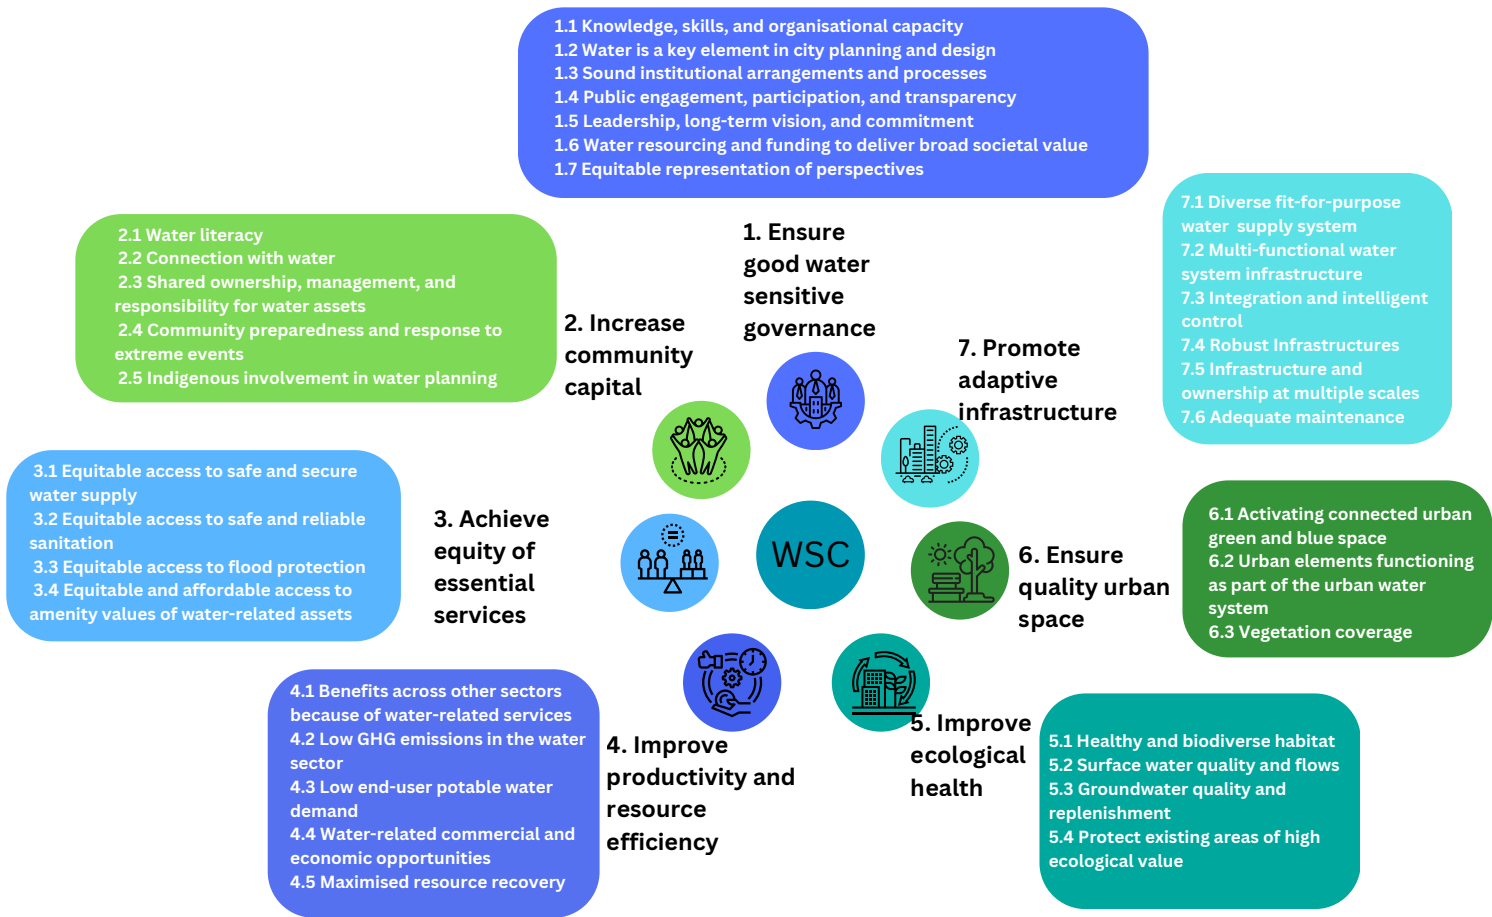 1.1 Knowledge, skills, and organisational capacity
1.2 Water is a key element in city planning and design
1.3 Sound institutional arrangements and processes
1.4 Public engagement, participation, and transparency
1.5 Leadership, long-term vision, and commitment
1.6 Water resourcing and funding to deliver broad societal value
1.7 Equitable representation of perspectives
1. Ensure
good water
sensitive
governance
2.1 Water literacy
2.2 Connection with water
2.3 Shared ownership, management, and
responsibility for water assets
2.4 Community preparedness and response to
extreme events
2.5 Indigenous involvement in water planning
2. Increase
community
capital
3.1 Equitable access to safe and secure
water supply
3.2 Equitable access to safe and reliable
sanitation
3.3 Equitable access to flood protection
3.4 Equitable and affordable access to
amenity values of water-related assets
3. Achieve
equity of
essential
services
4.1 Benefits across other sectors
because of water-related services
4.2 Low GHG emissions in the water
sector
4.3 Low end-user potable water
demand
4.4 Water-related commercial and
economic opportunities
4.5 Maximised resource recovery
4. Improve
productivity and
resource
efficiency
5. Improve
ecological
health
5.1 Healthy and biodiverse habitat
5.2 Surface water quality and flows
5.3 Groundwater quality and
replenishment
5.4 Protect existing areas of high
ecological value
6. Ensure
quality urban
space
6.1 Activating connected urban
green and blue space
6.2 Urban elements functioning
as part of the urban water
system
6.3 Vegetation coverage
7. Promote
adaptive
infrastructure
7.1 Diverse fit-for-purpose
water supply system
7.2 Multi-functional water
system infrastructure
7.3 Integration and intelligent
control
7.4 Robust Infrastructures
7.5 Infrastructure and
ownership at multiple scales
7.6 Adequate maintenance
WSC